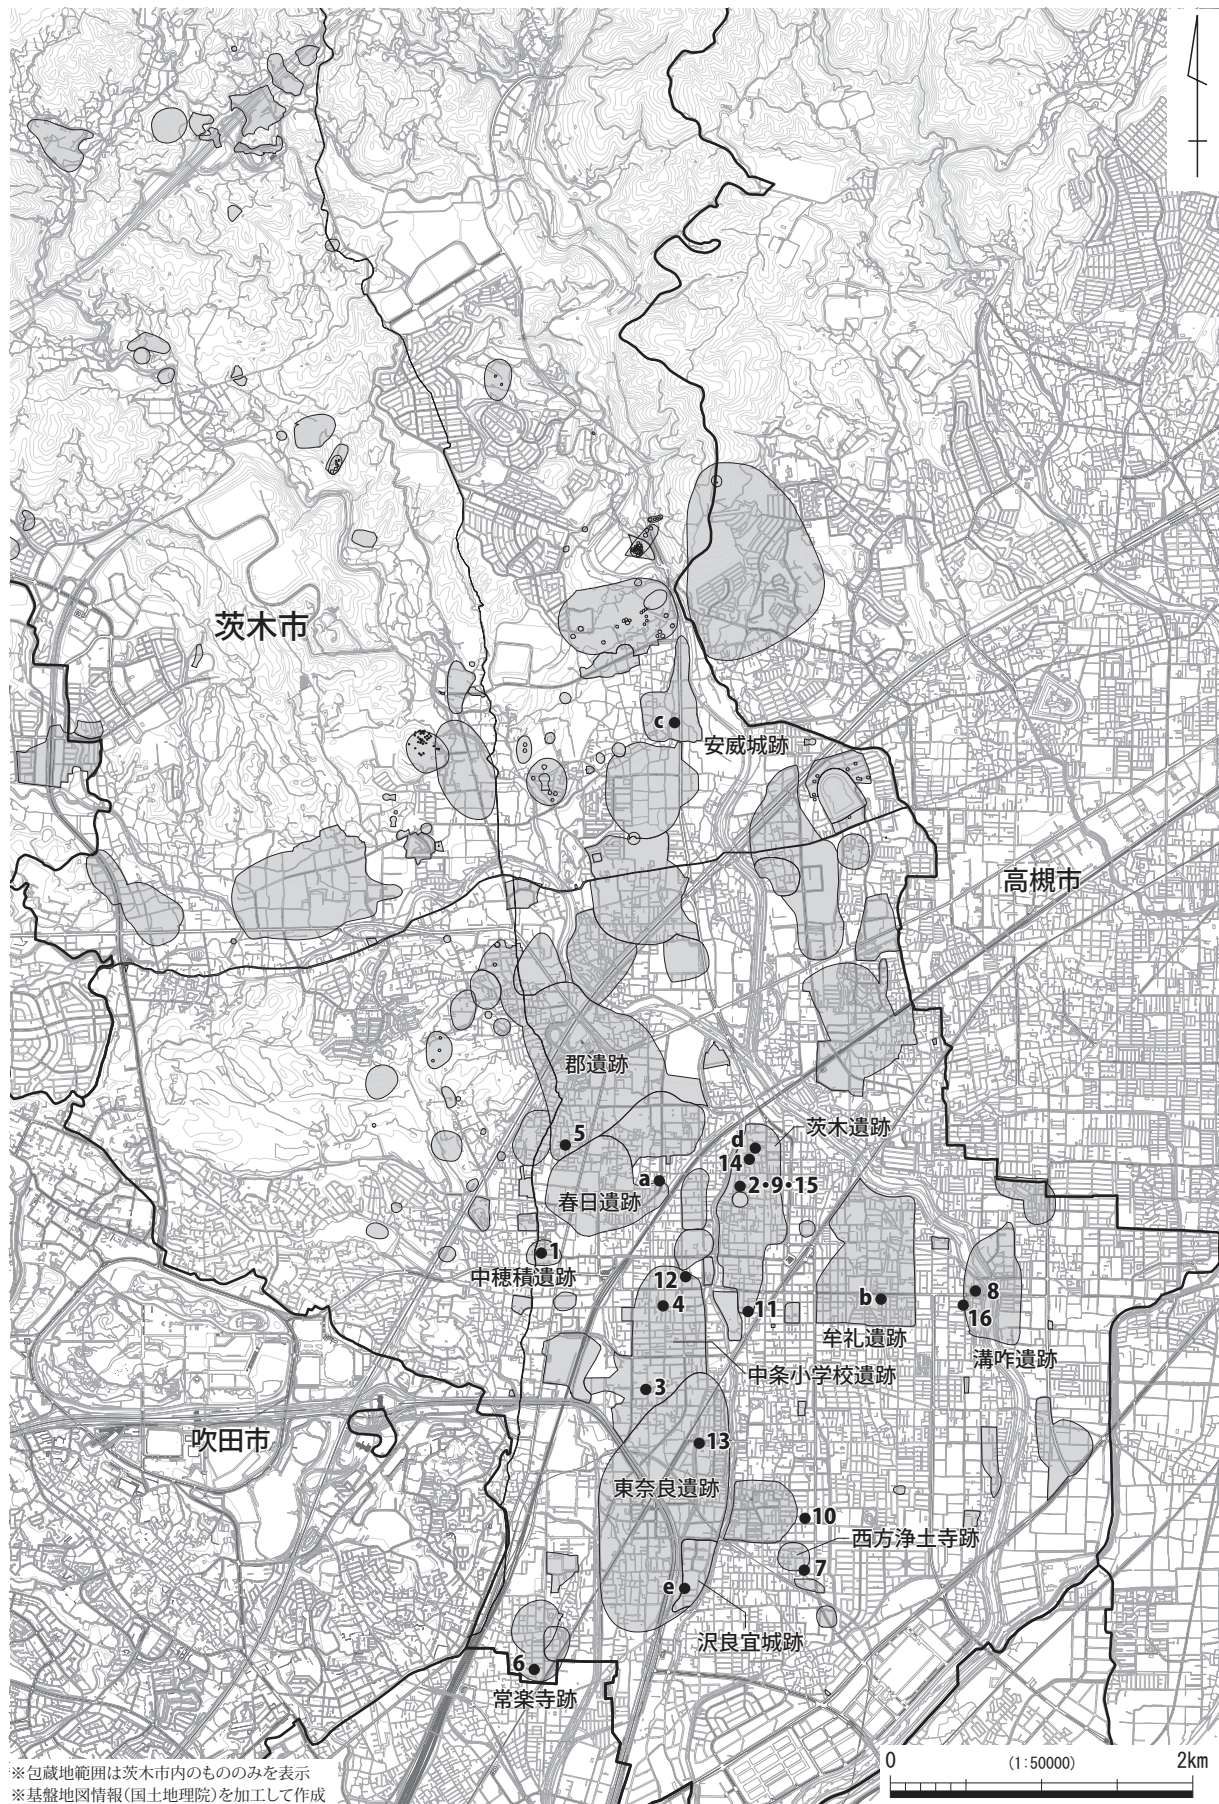 茨木市
c
安威城跡
高槻市
郡遺跡
茨木遺跡
5
d
14
a
2・9・15
春日遺跡
1
中穂積遺跡
12
4
11
b
8
16
牟礼遺跡
溝咋遺跡
中条小学校遺跡
3
吹田市
13
東奈良遺跡
10
西方浄土寺跡
7
e
沢良宜城跡
6
常楽寺跡
0 (1:50000) 2km
※包蔵地範囲は茨木市内のもののみを表示
※基盤地図情報(国土地理院)を加工して作成